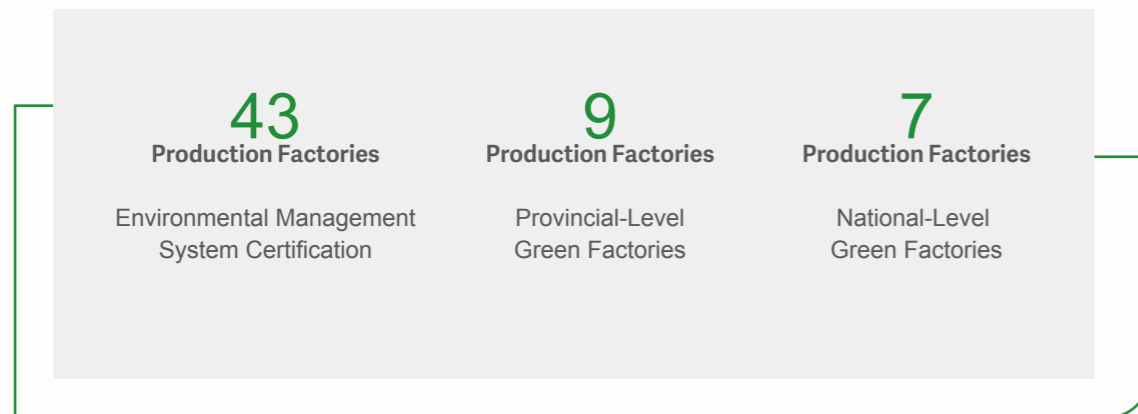 43
Production Factories
Environmental Management
System Certification
9
Production Factories
Provincial-Level
Green Factories
7
Production Factories
National-Level
Green Factories